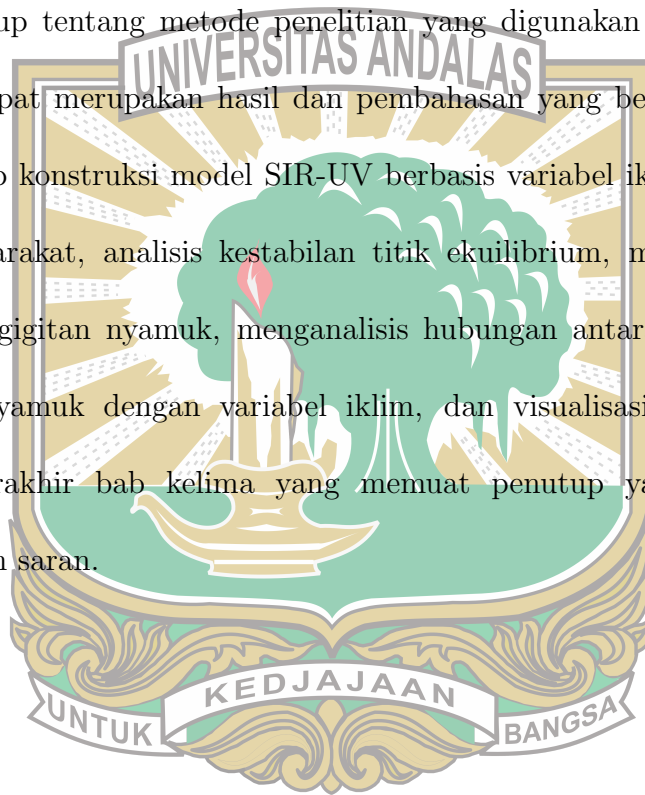 up tentang metode penelitian yang digunakan
UNIVERSITAS ANDALAS
pat merupakan hasil dan pembahasan yang be
konstruksi model SIR-UV berbasis variabel ik
arakat, analisis kestabilan titik ekuilibrium, m
gigitan nyamuk, menganalisis hubungan antar
yamuk dengan variabel iklim, dan visualisasi
rakhir bab kelima yang memuat penutup ya
saran.
UNTUK KEDJAJAAN BANGSA